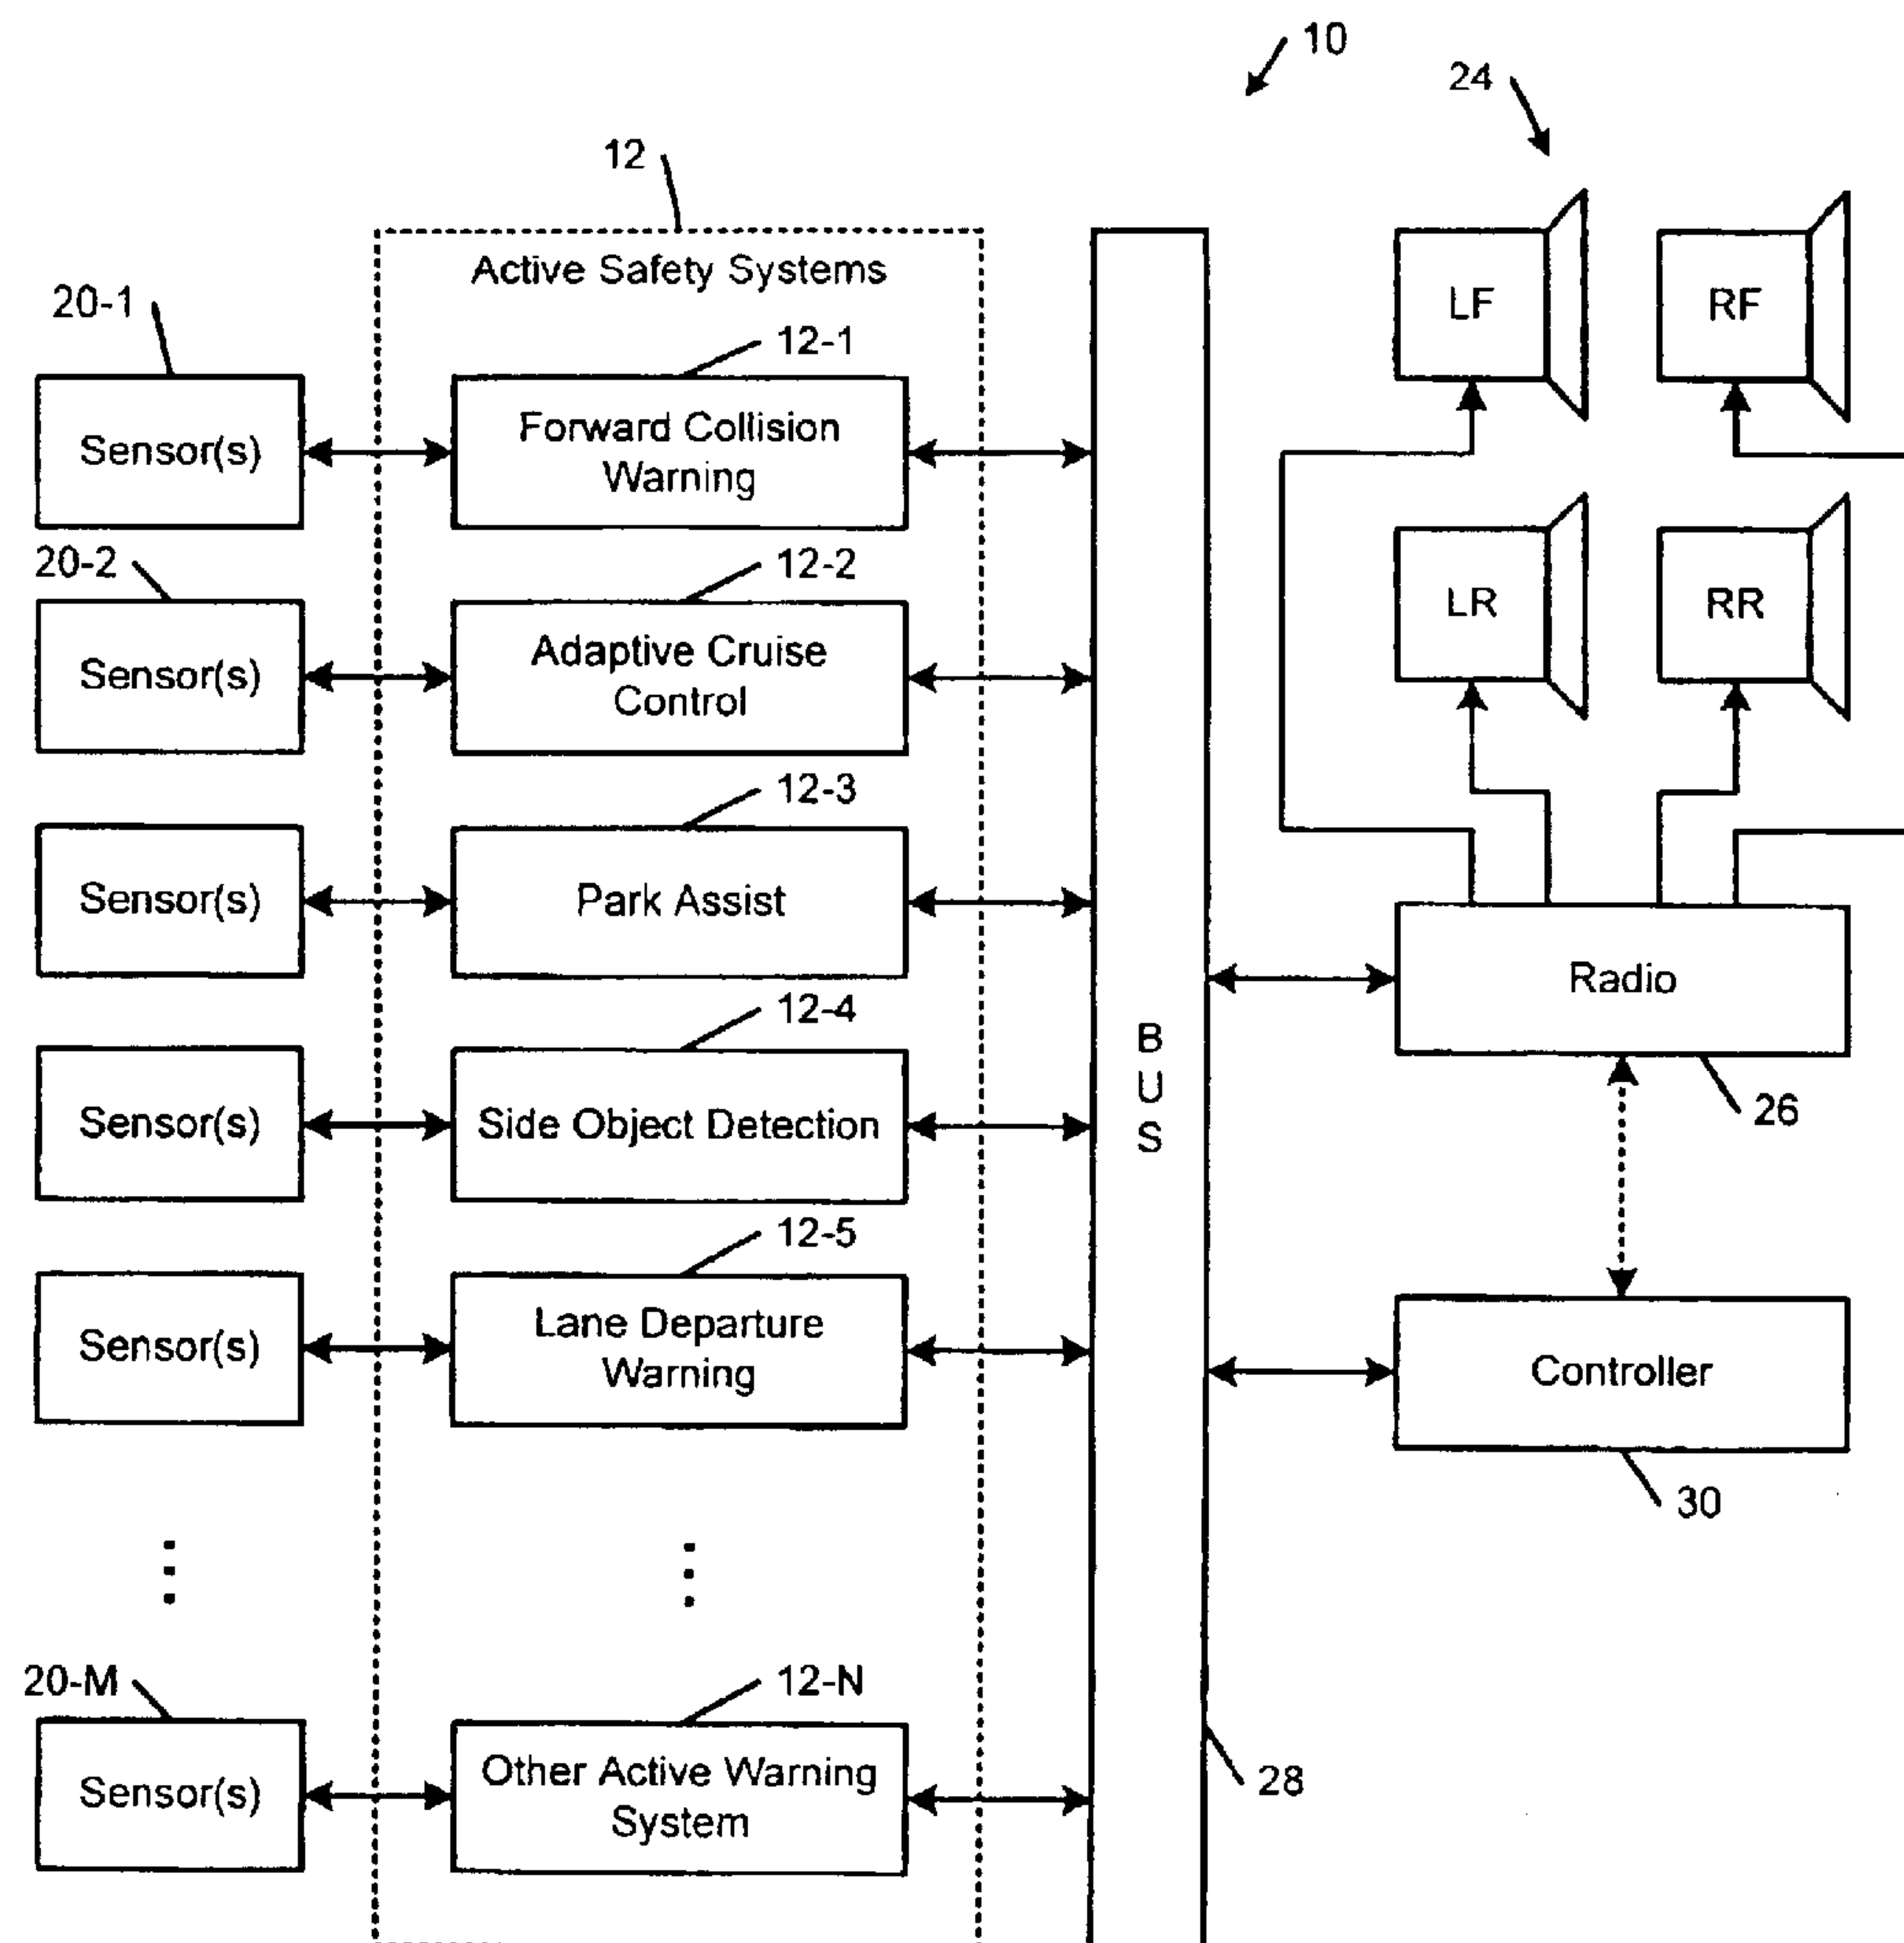 10
24
12
Active Safety Systems
20-1
12-1
LF
RF
Sensor(s)
Forward Collision
Warning
20-2
12-2
Sensor(s)
Adaptive Cruise
Control
LR
RR
12-3
Sensor(s)
Park Assist
Radio
12-4
B
U
S
26
Sensor(s)
Side Object Detection
12-5
Sensor(s)
Lane Departure
Warning
Controller
30
20-M
12-N
Sensor(s)
Other Active Warning
System
28